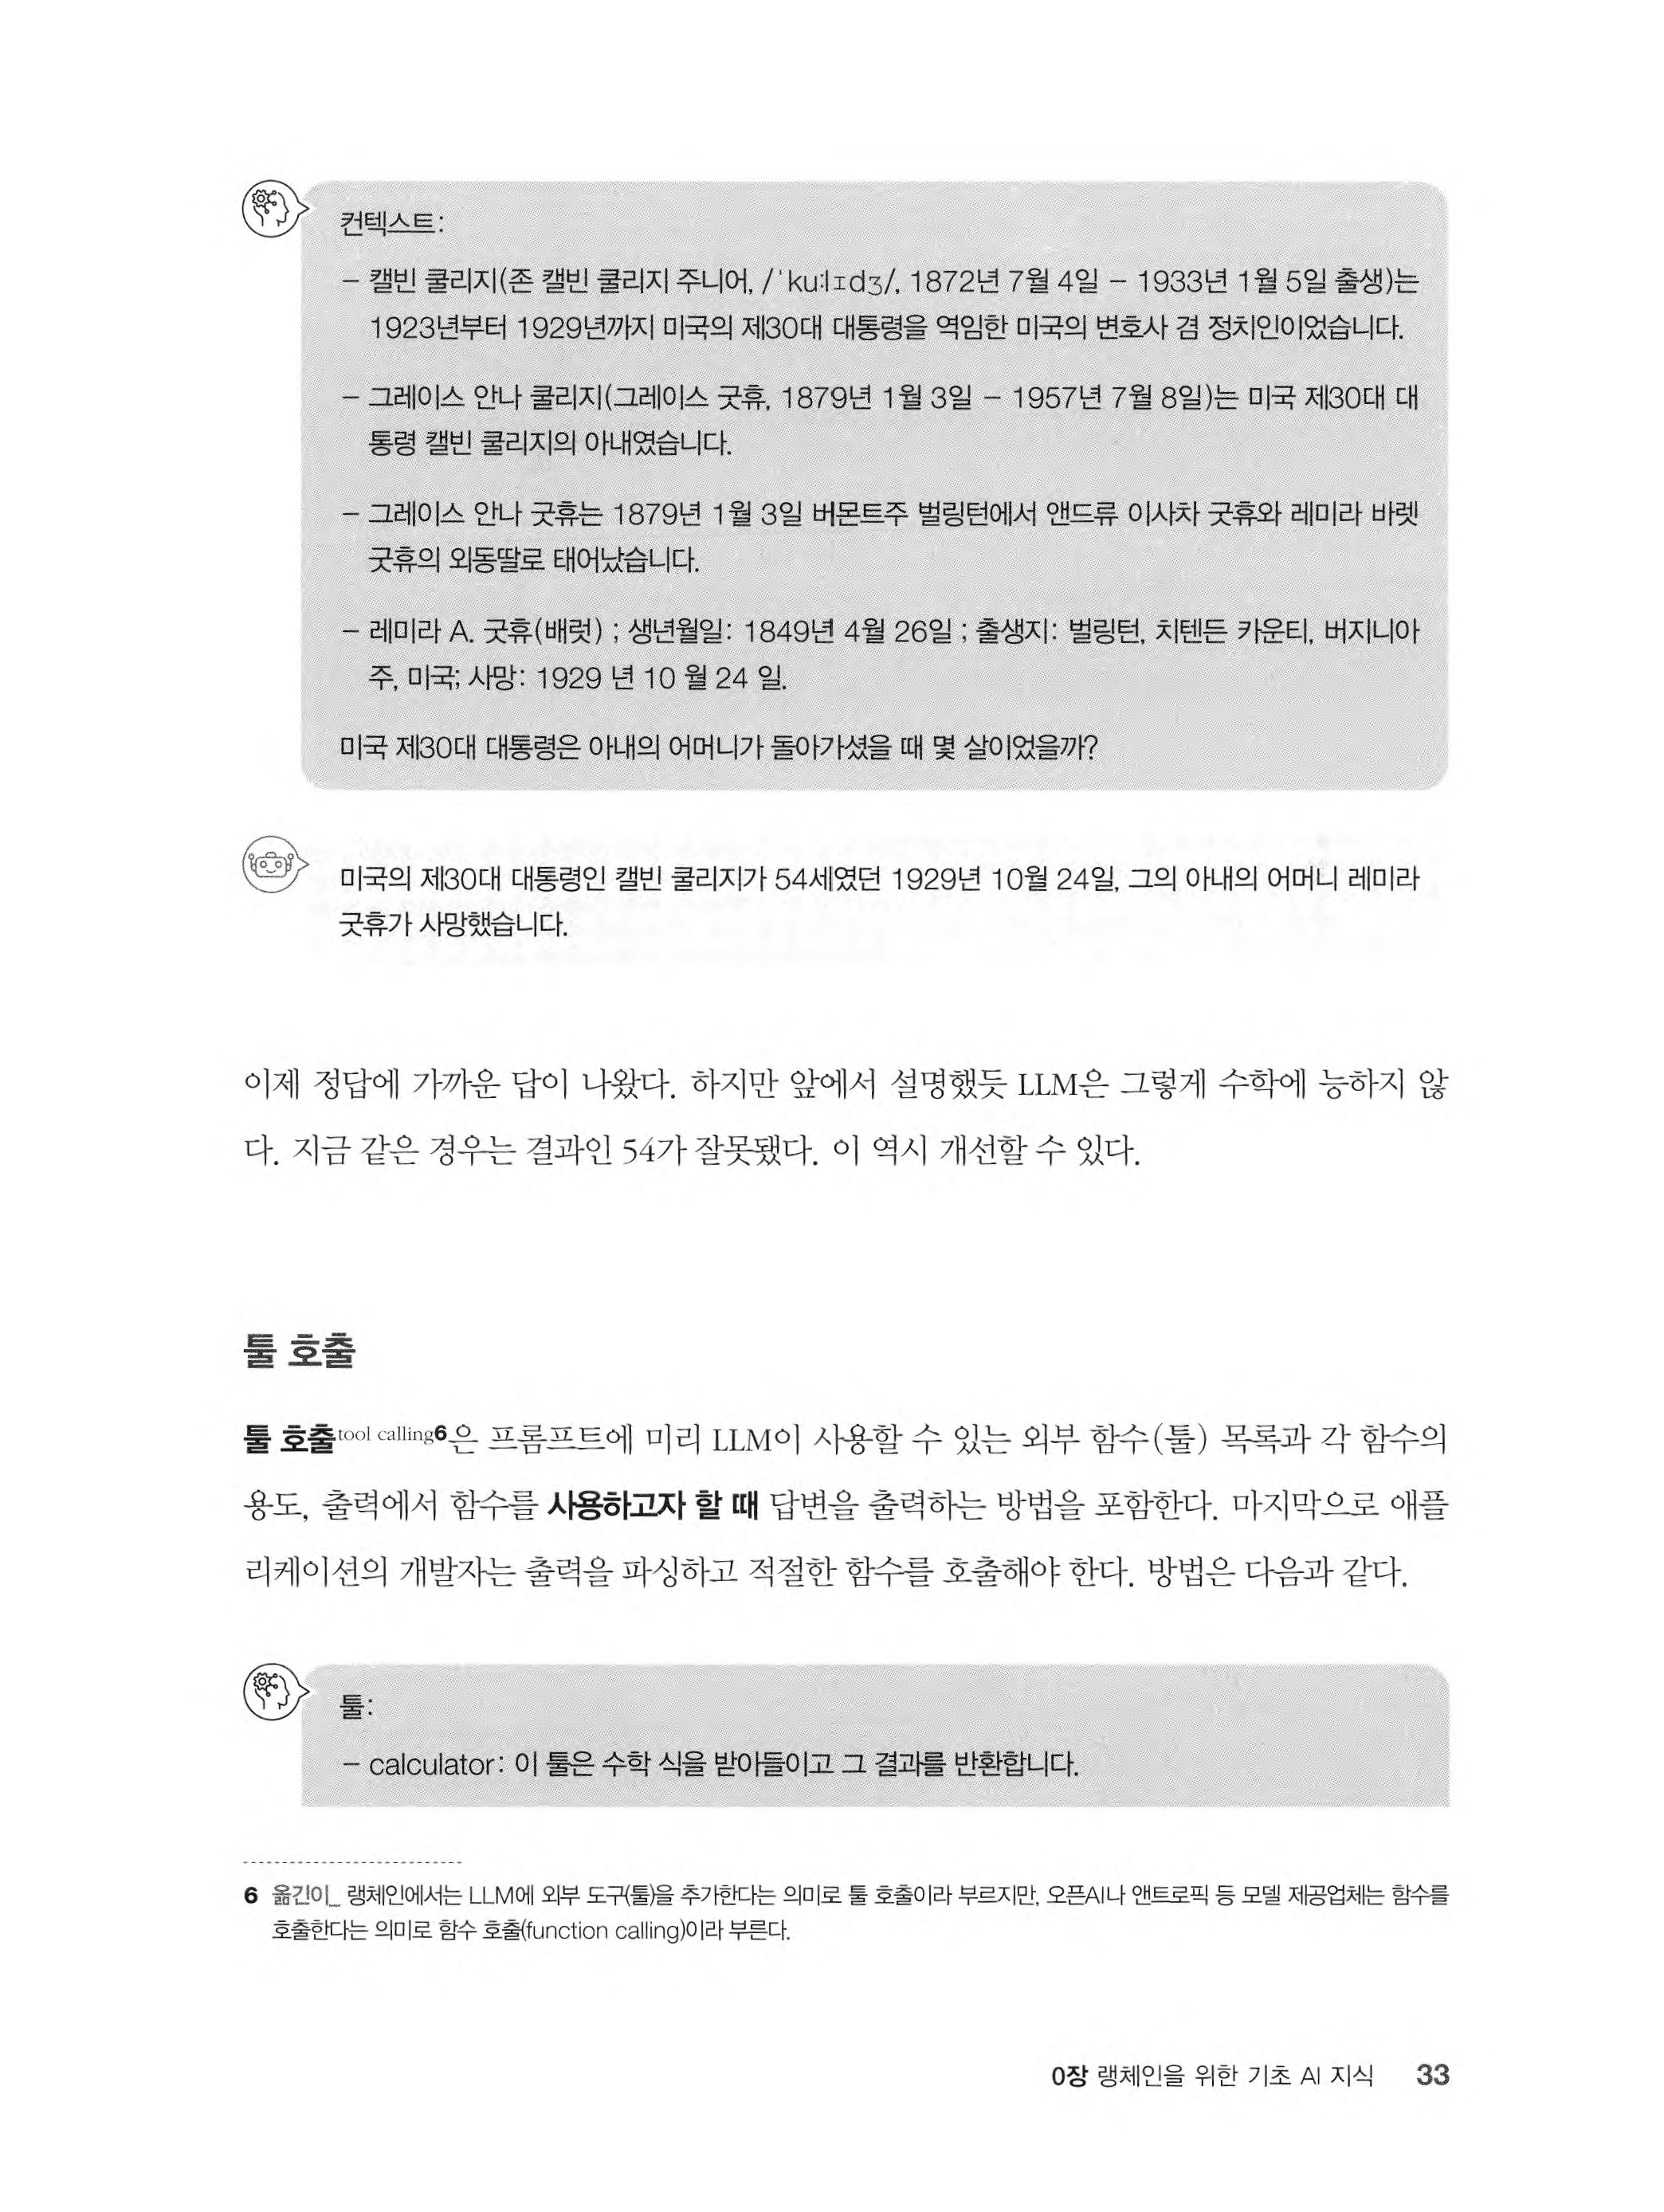 컨텍스트:
– 캘빈 쿨리지(존 캘빈 쿨리지 주니어, /ˈkuːlɪdʒ/, 1872년 7월 4일 – 1933년 1월 5일 출생)는
1923년부터 1929년까지 미국의 제30대 대통령을 역임한 미국의 변호사 겸 정치인이었습니다.
– 그레이스 안나 쿨리지(그레이스 굿휴, 1879년 1월 3일 – 1957년 7월 8일)는 미국 제30대 대
통령 캘빈 쿨리지의 아내였습니다.
– 그레이스 안나 굿휴는 1879년 1월 3일 버몬트주 벌링턴에서 앤드류 이사차 굿휴와 레미라 바렛
굿휴의 외동딸로 태어났습니다.
– 레미라 A. 굿휴(배럿) ; 생년월일: 1849년 4월 26일 ; 출생지: 벌링턴, 치텐든 카운티, 버지니아
주, 미국; 사망: 1929 년 10 월 24 일.
미국 제30대 대통령은 아내의 어머니가 돌아가셨을 때 몇 살이었을까?
미국의 제30대 대통령인 캘빈 쿨리지가 54세였던 1929년 10월 24일, 그의 아내의 어머니 레미라
굿휴가 사망했습니다.
이제 정답에 가까운 답이 나왔다. 하지만 앞에서 설명했듯 LLM은 그렇게 수학에 능하지 않
다. 지금 같은 경우는 결과인 54가 잘못됐다. 이 역시 개선할 수 있다.
툴 호출
툴 호출tool calling6은 프롬프트에 미리 LLM이 사용할 수 있는 외부 함수(툴) 목록과 각 함수의
용도, 출력에서 함수를 사용하고자 할 때 답변을 출력하는 방법을 포함한다. 마지막으로 애플
리케이션의 개발자는 출력을 파싱하고 적절한 함수를 호출해야 한다. 방법은 다음과 같다.
툴:
– calculator: 이 툴은 수학 식을 받아들이고 그 결과를 반환합니다.
6 옮긴이_ 랭체인에서는 LLM에 외부 도구(툴)을 추가한다는 의미로 툴 호출이라 부르지만, 오픈AI나 앤트로픽 등 모델 제공업체는 함수를
호출한다는 의미로 함수 호출(function calling)이라 부른다.
0장 랭체인을 위한 기초 AI 지식 33